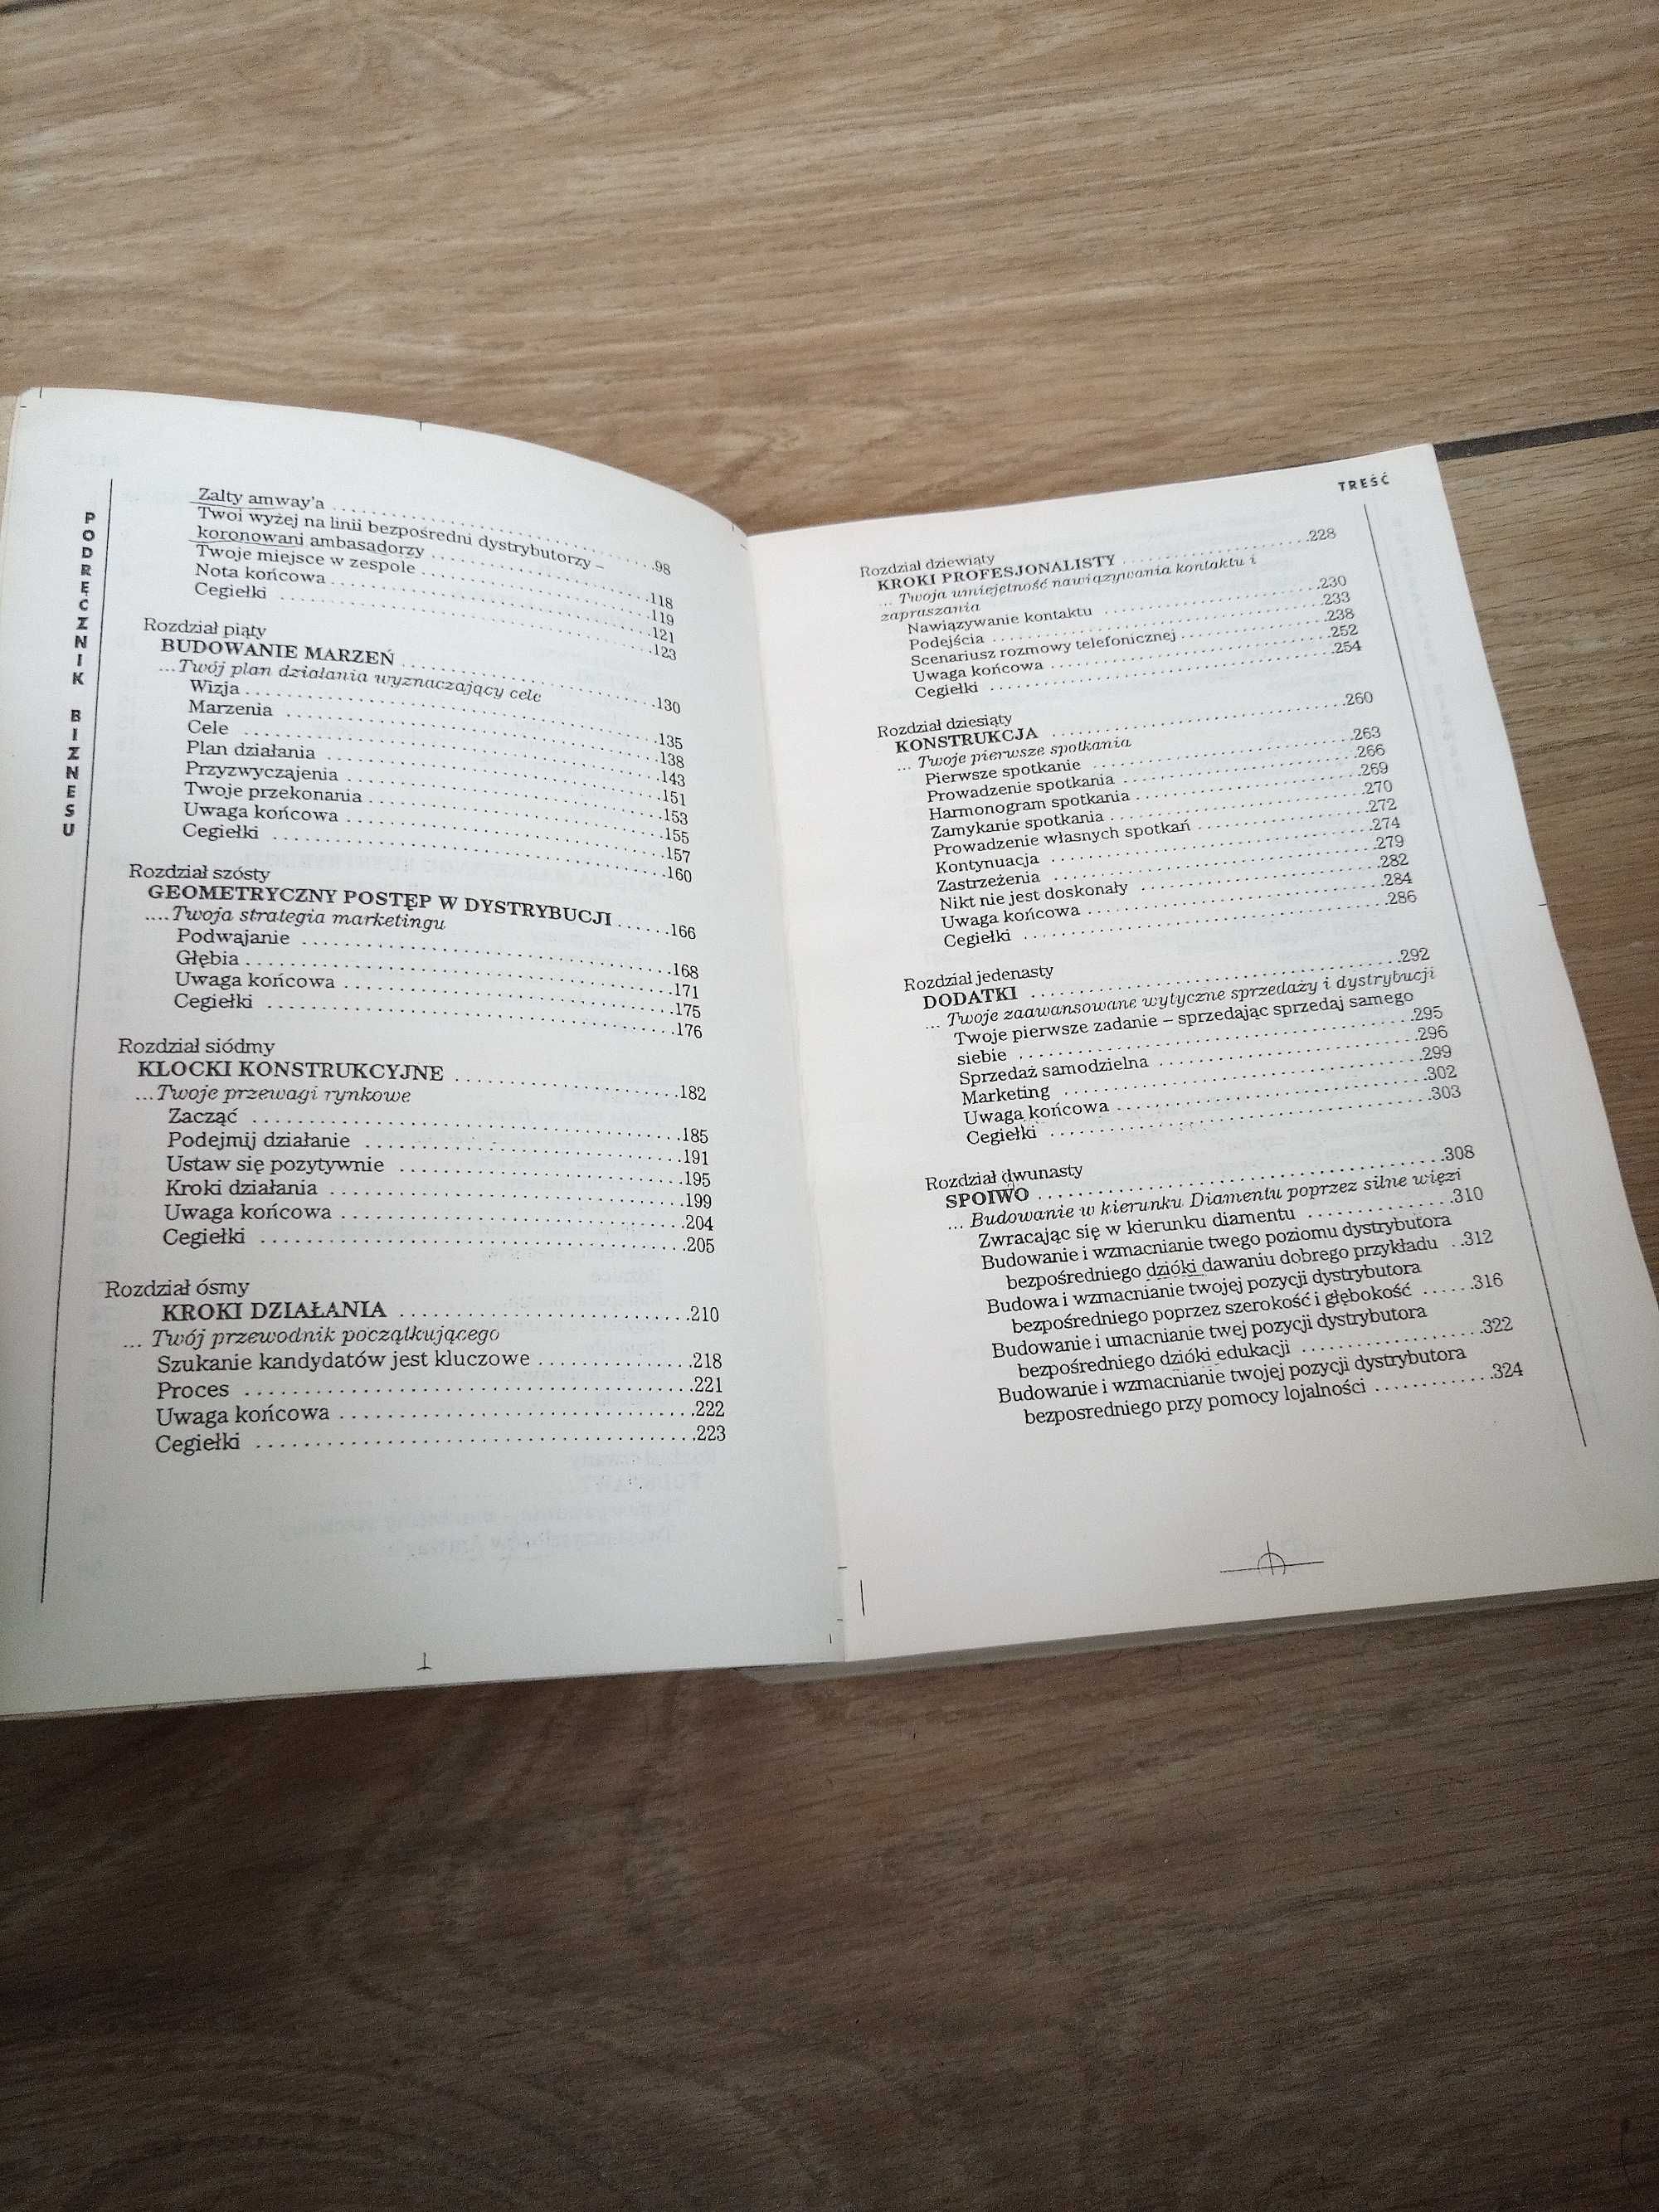 PODRĘCZNIK BIZNESU
Zalty amway'a ..........98
Twoi wyżej na linii bezpośredni dystrybutorzy –
koronowani ambasadorzy ..........118
Twoje miejsce w zespole ..........119
Nota końcowa ..........121
Cegiełki ..........123
Rozdział piąty
BUDOWANIE MARZEŃ ..........130
...Twój plan działania wyznaczający cele
Wizja ..........135
Marzenia ..........138
Cele ..........143
Plan działania ..........151
Przyzwyczajenia ..........153
Twoje przekonania ..........155
Uwaga końcowa ..........157
Cegiełki ..........160
Rozdział szósty
GEOMETRYCZNY POSTĘP W DYSTRYBUCJI ......166
....Twoja strategia marketingu
Podwajanie ..........168
Głębia ..........171
Uwaga końcowa ..........175
Cegiełki ..........176
Rozdział siódmy
KLOCKI KONSTRUKCYJNE ..........182
...Twoje przewagi rynkowe
Zacząć ..........185
Podejmij działanie ..........191
Ustaw się pozytywnie ..........195
Kroki działania ..........199
Uwaga końcowa ..........204
Cegiełki ..........205
Rozdział ósmy
KROKI DZIAŁANIA ..........210
... Twój przewodnik początkującego
Szukanie kandydatów jest kluczowe ..........218
Proces ..........221
Uwaga końcowa ..........222
Cegiełki ..........223
TREŚĆ
Rozdział dziewiąty
KROKI PROFESJONALISTY ..........228
... Twoja umiejętność nawiązywania kontaktu i
zapraszania
Nawiązywanie kontaktu ..........230
Podejścia ..........233
Scenariusz rozmowy telefonicznej ..........238
Uwaga końcowa ..........252
Cegiełki ..........254
Rozdział dziesiąty
KONSTRUKCJA ..........260
... Twoje pierwsze spotkania
Pierwsze spotkanie ..........263
Prowadzenie spotkania ..........266
Harmonogram spotkania ..........269
Zamykanie spotkania ..........270
Prowadzenie własnych spotkań ..........272
Kontynuacja ..........274
Zastrzeżenia ..........279
Nikt nie jest doskonały ..........282
Uwaga końcowa ..........284
Cegiełki ..........286
Rozdział jedenasty
DODATKI ..........292
... Twoje zaawansowane wytyczne sprzedaży i dystrybucji
Twoje pierwsze zadanie – sprzedając sprzedaj samego
siebie ..........295
Sprzedaż samodzielna ..........296
Marketing ..........299
Uwaga końcowa ..........302
Cegiełki ..........303
Rozdział dwunasty
SPOIWO ..........308
... Budowanie w kierunku Diamentu poprzez silne więzi
Zwracając się w kierunku diamentu ..........310
Budowanie i wzmacnianie twego poziomu dystrybutora
bezpośredniego dzióki dawaniu dobrego przykładu ..312
Budowa i wzmacnianie twojej pozycji dystrybutora
bezpośredniego poprzez szerokość i głębokość ......316
Budowanie i umacnianie twej pozycji dystrybutora
bezpośredniego dzióki edukacji ..........322
Budowanie i wzmacnianie twojej pozycji dystrybutora
bezposredniego przy pomocy lojalności ..........324